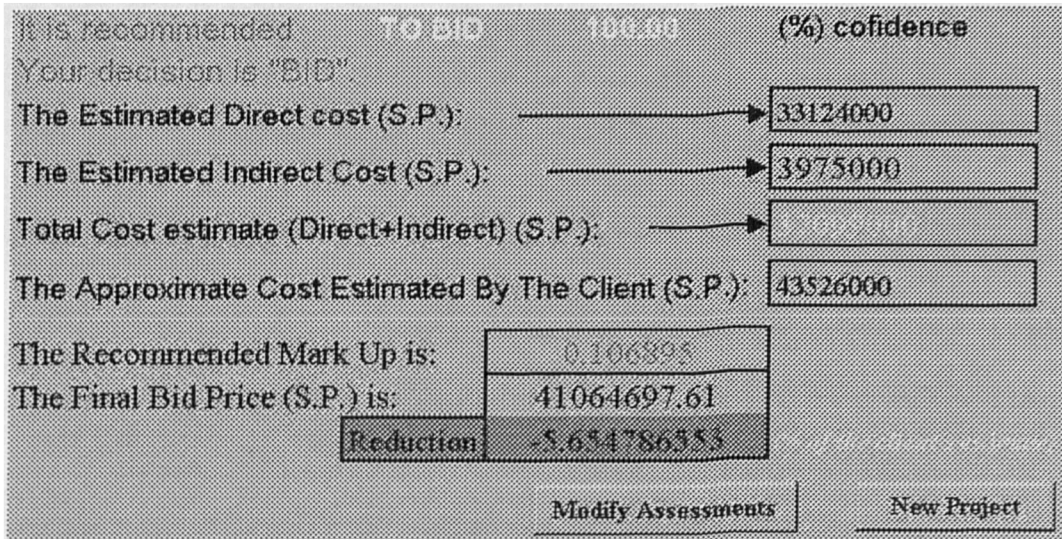 It is recommended TO BID 100.00 (%) cofidence
Your decision is "BID".
The Estimated Direct cost (S.P.): 33124000
The Estimated Indirect Cost (S.P.): 3975000
Total Cost estimate (Direct+Indirect) (S.P.):
The Approximate Cost Estimated By The Client (S.P.): 43526000
The Recommended Mark Up is: 0.106895
The Final Bid Price (S.P.) is: 41064697.61
Reduction -5.654786553
Modify Assessments New Project